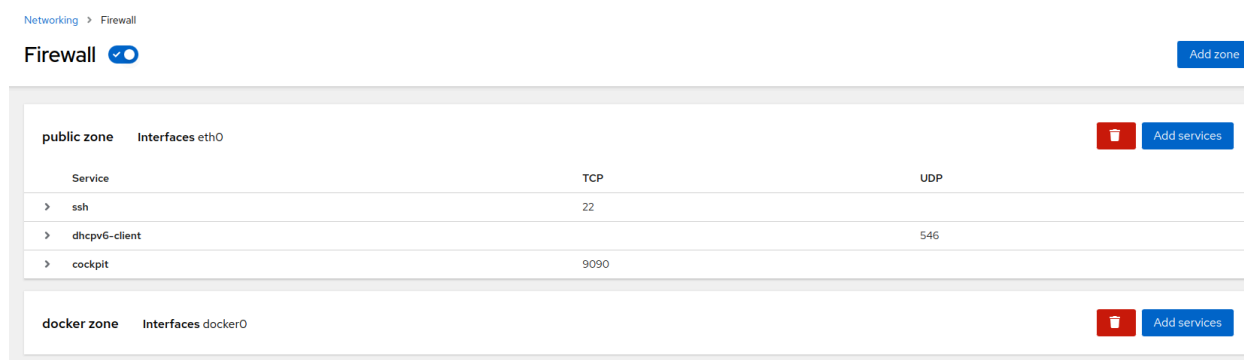 Networking > Firewall
Firewall
Add zone
public zone Interfaces eth0
Add services
Service TCP UDP
ssh 22
dhcpv6-client 546
cockpit 9090
docker zone Interfaces docker0
Add services